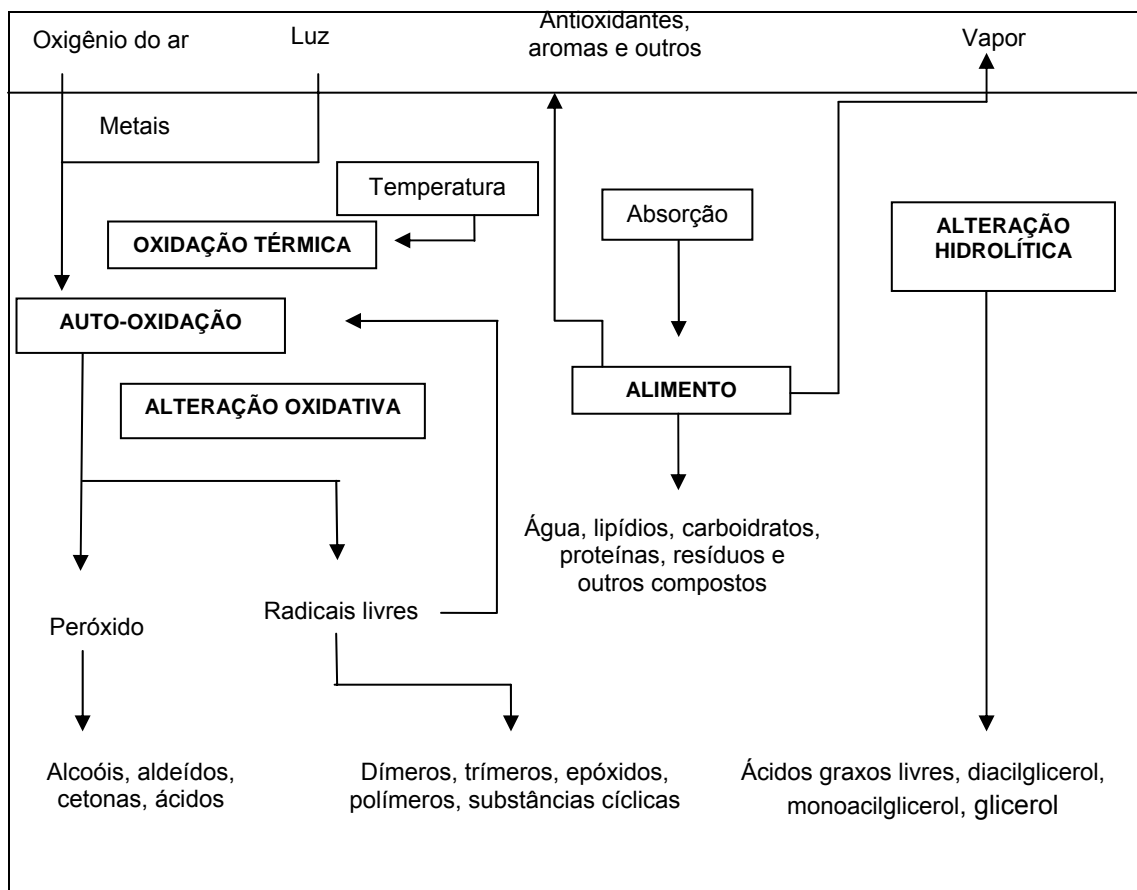 Oxigênio do ar
Luz
Antioxidantes,
aromas e outros
Vapor
Metais
Temperatura
Absorção
OXIDAÇÃO TÉRMICA
ALTERAÇÃO
HIDROLÍTICA
AUTO-OXIDAÇÃO
ALTERAÇÃO OXIDATIVA
ALIMENTO
Água, lipídios, carboidratos,
proteínas, resíduos e
outros compostos
Peróxido
Radicais livres
Alcoóis, aldeídos,
cetonas, ácidos
Dímeros, trímeros, epóxidos,
polímeros, substâncias cíclicas
Ácidos graxos livres, diacilglicerol,
monoacilglicerol, glicerol